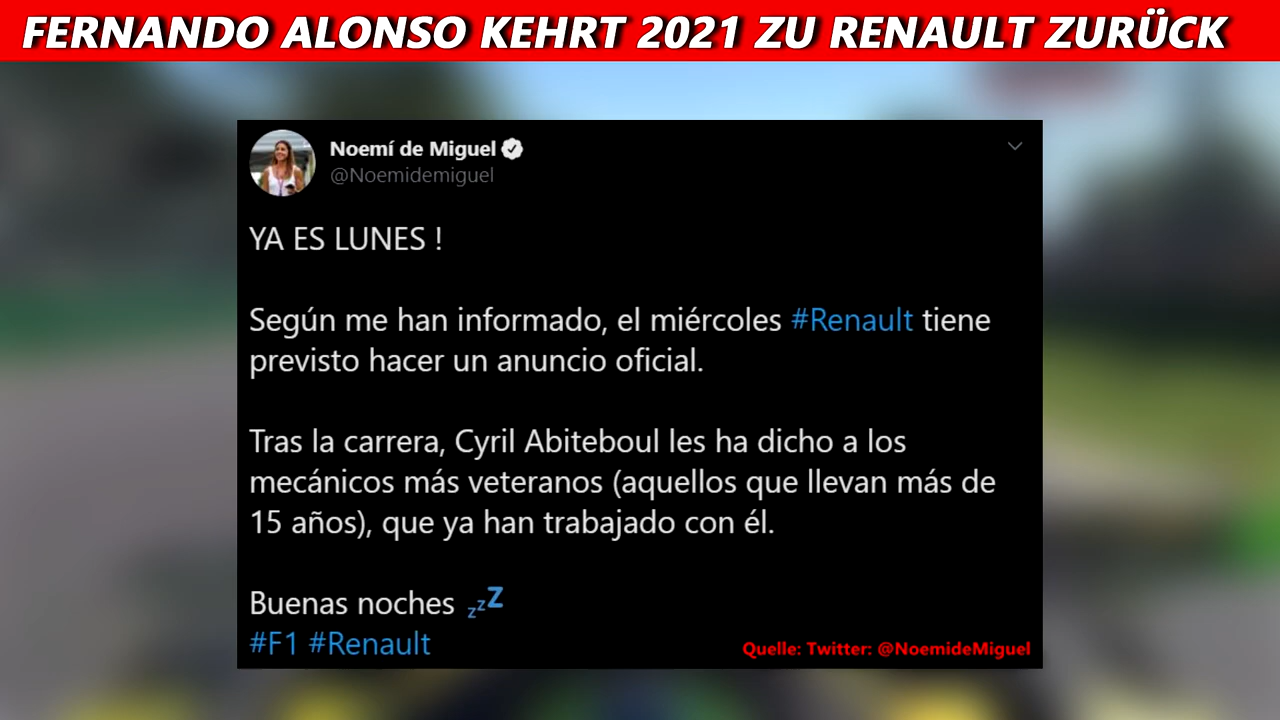 FERNANDO ALONSO KEHRT 2021 ZU RENAULT ZURÜCK
Noemí de Miguel
@Noemidemiguel
YA ES LUNES !
Según me han informado, el miércoles #Renault tiene
previsto hacer un anuncio oficial.
Tras la carrera, Cyril Abiteboul les ha dicho a los
mecánicos más veteranos (aquellos que llevan más de
15 años), que ya han trabajado con él.
Buenas noches 💤
#F1 #Renault
Quelle: Twitter: @NoemideMiguel